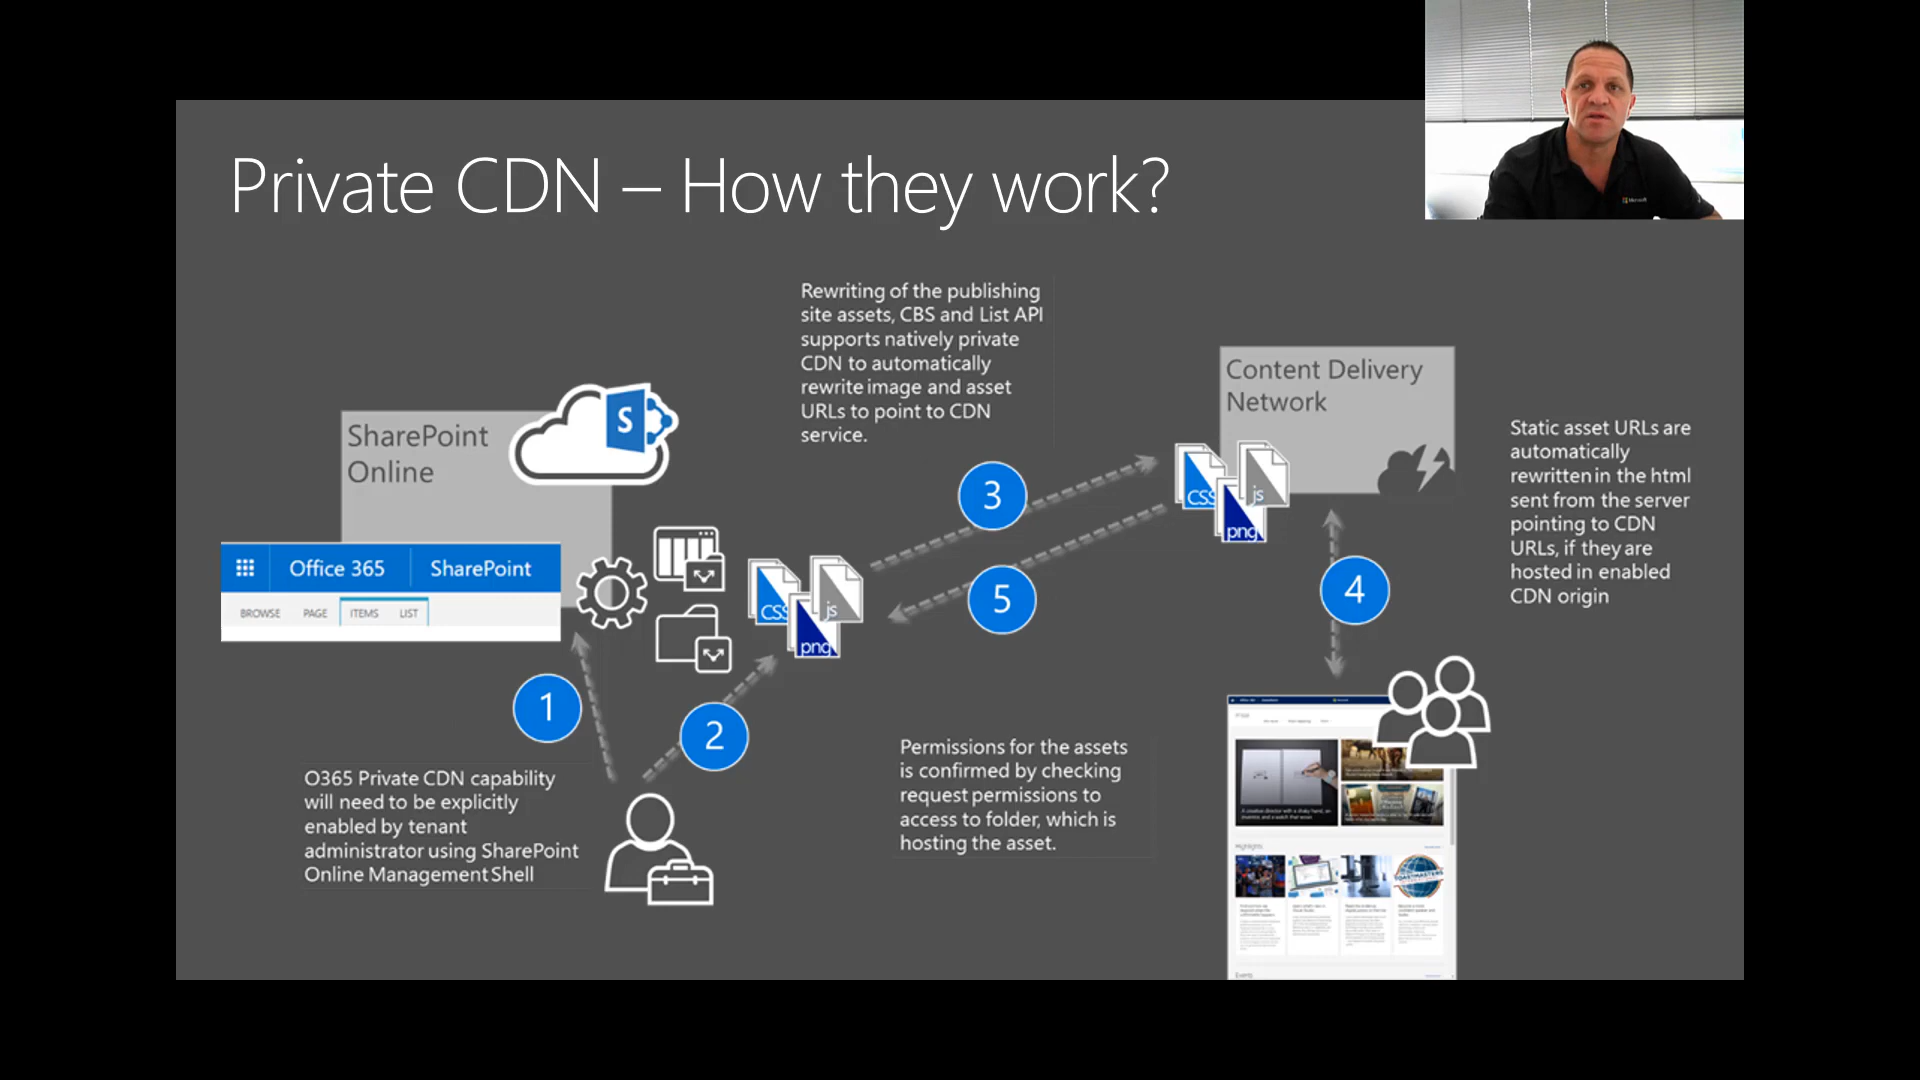 Private CDN – How they work?
Rewriting of the publishing
site assets, CBS and List API
supports natively private
CDN to automatically
rewrite image and asset
URLs to point to CDN
service.
Content Delivery
Network
Static asset URLs are
automatically
rewritten in the html
sent from the server
pointing to CDN
URLs, if they are
hosted in enabled
CDN origin
SharePoint
Online
S
Office 365 SharePoint
BROWSE PAGE ITEMS LIST
CSS
js
png
CSS
js
png
3
5
4
1
2
O365 Private CDN capability
will need to be explicitly
enabled by tenant
administrator using SharePoint
Online Management Shell
Permissions for the assets
is confirmed by checking
request permissions to
access to folder, which is
hosting the asset.
Highlights
TOASTMASTERS
Events
Microsoft